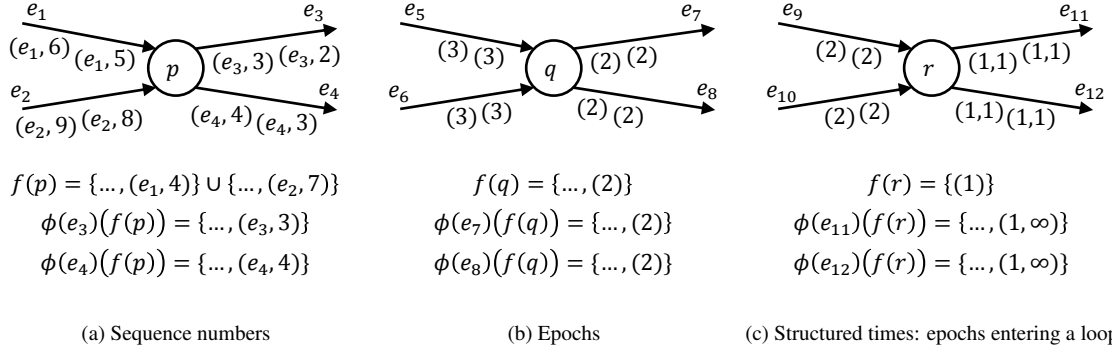 e₁ e₃ e₅ e₇ e₉ e₁₁
(e₁, 6) (e₁, 5) p (e₃, 3) (e₃, 2) (3) (3) q (2) (2) (2) (2) r (1,1) (1,1)
e₂ e₄ e₆ e₈ e₁₀ e₁₂
(e₂, 9) (e₂, 8) (e₄, 4) (e₄, 3) (3) (3) (2) (2) (2) (2) (1,1) (1,1)
f(p) = {…, (e₁, 4)} ∪ {…, (e₂, 7)} f(q) = {…, (2)} f(r) = {(1)}
ϕ(e₃)(f(p)) = {…, (e₃, 3)} ϕ(e₇)(f(q)) = {…, (2)} ϕ(e₁₁)(f(r)) = {…, (1, ∞)}
ϕ(e₄)(f(p)) = {…, (e₄, 4)} ϕ(e₈)(f(q)) = {…, (2)} ϕ(e₁₂)(f(r)) = {…, (1, ∞)}
(a) Sequence numbers (b) Epochs (c) Structured times: epochs entering a loop